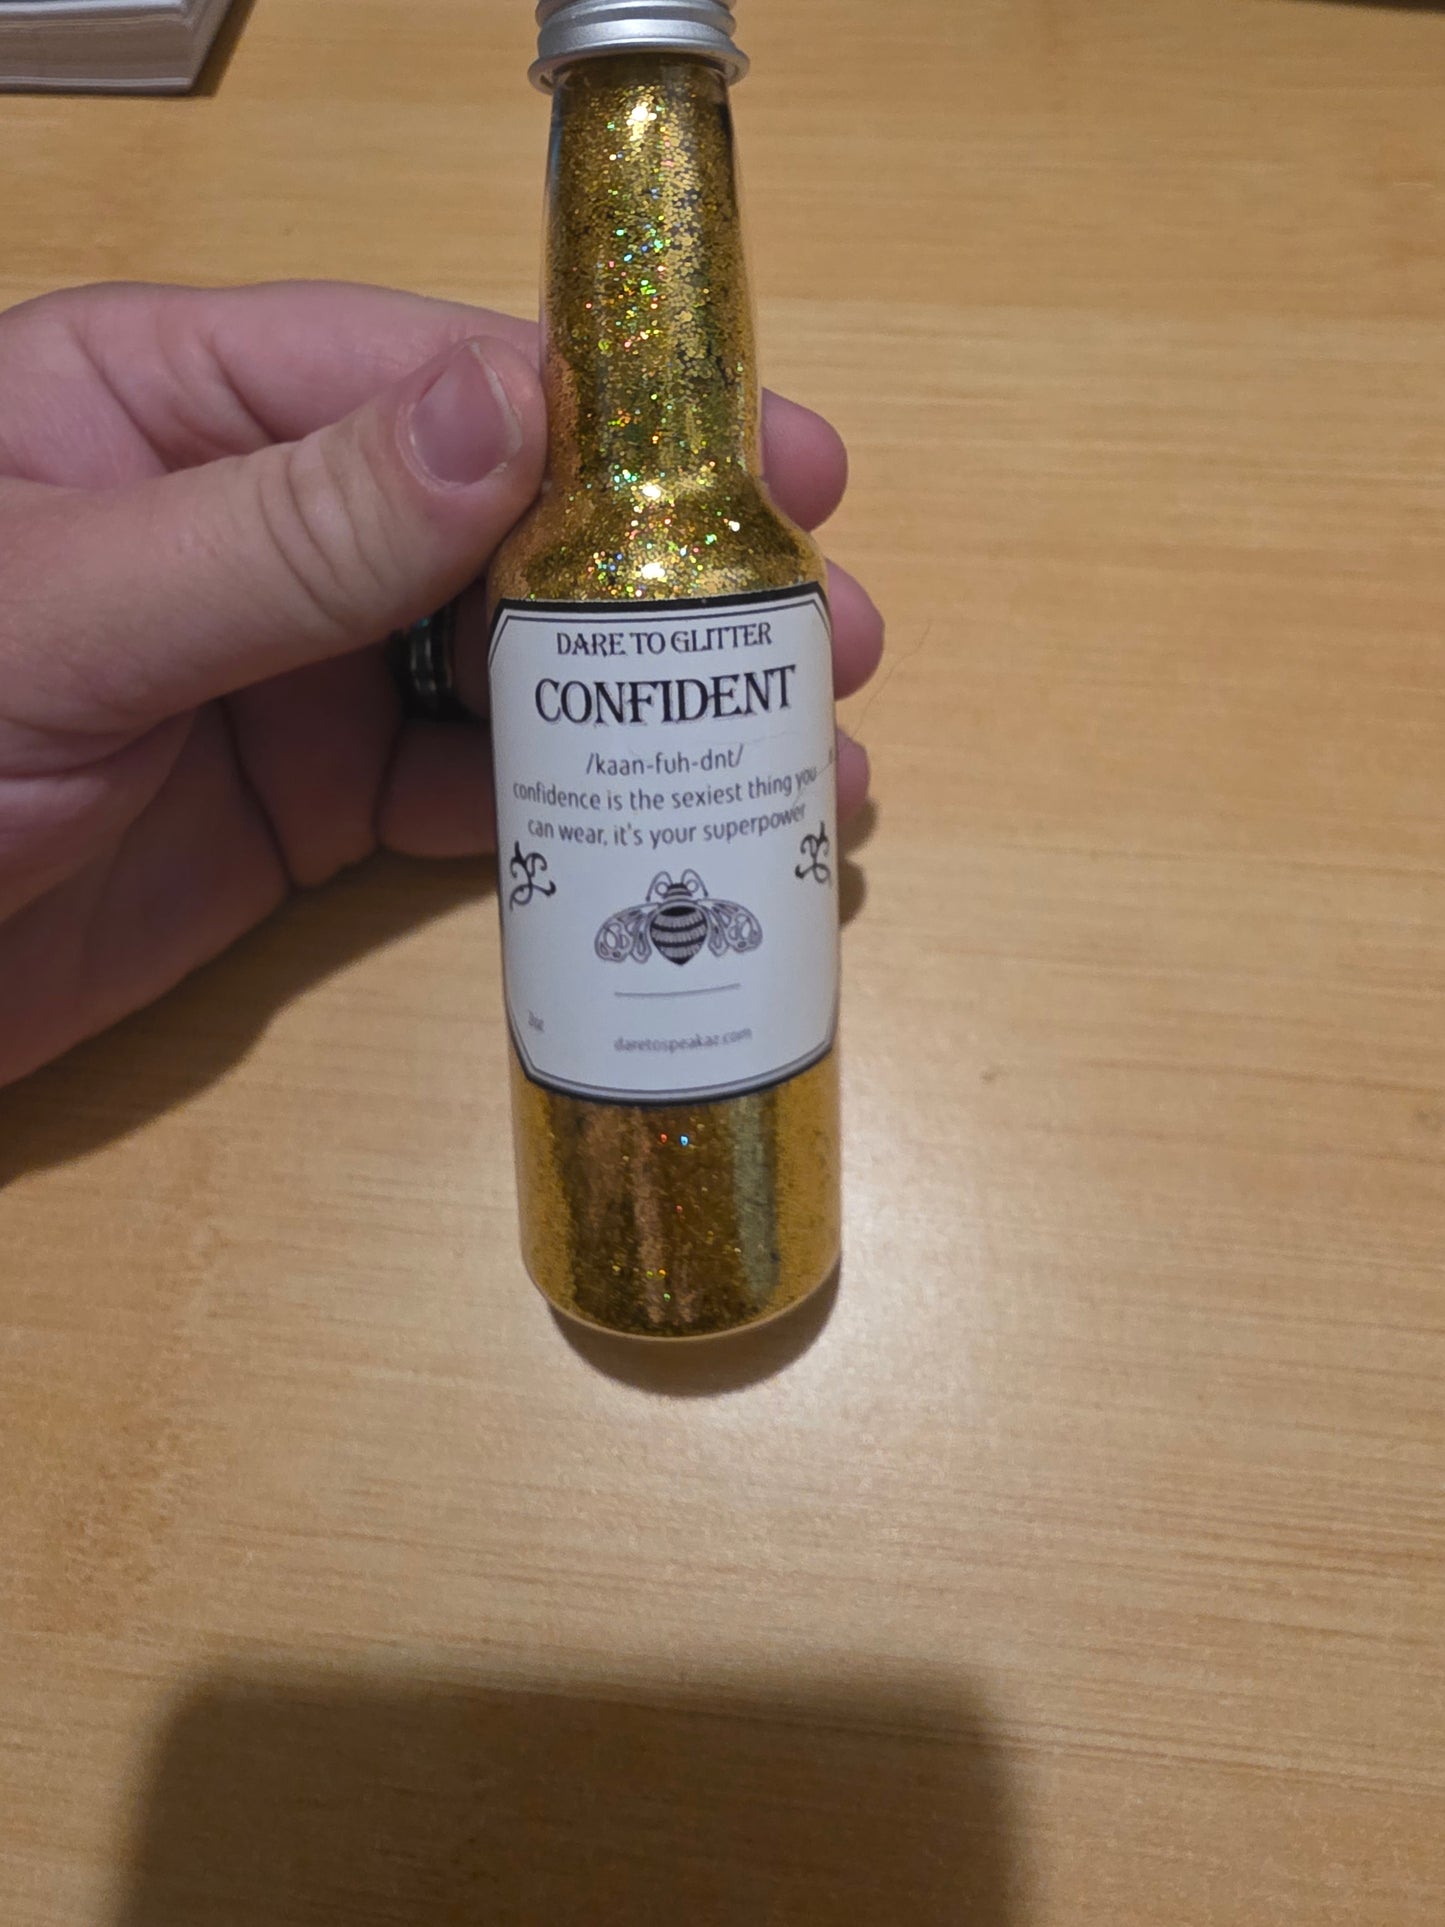 DARE TO GLITTER
CONFIDENT
/kaan-fuh-dnt/
confidence is the sexiest thing you
can wear, it's your superpower
2oz
daretospeakaz.com